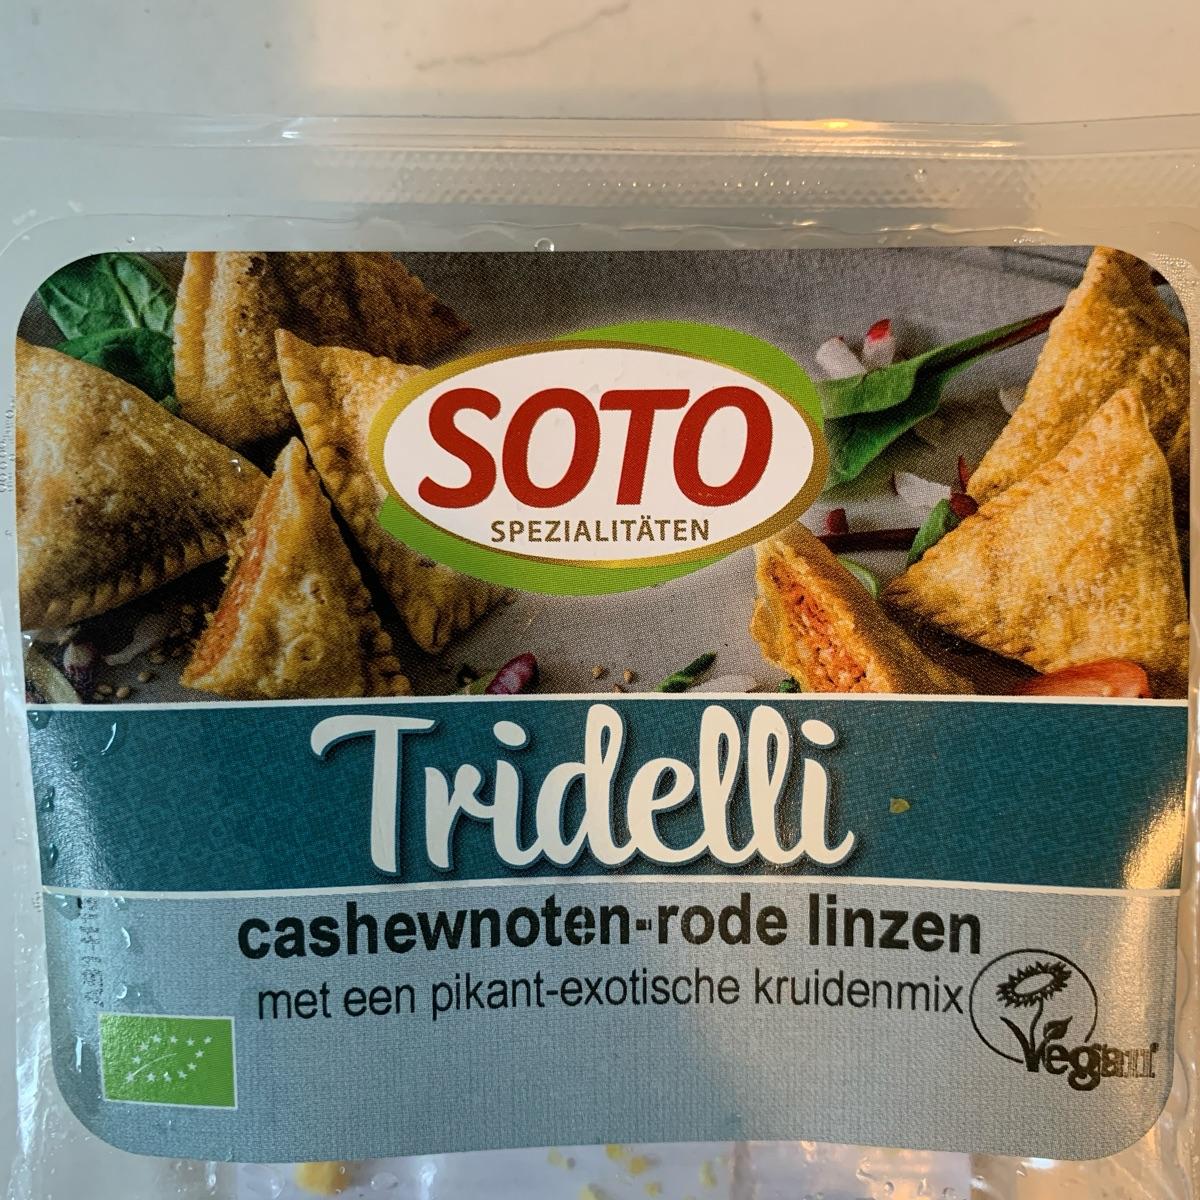 SOTO
SPEZIALITÄTEN
Tridelli
cashewnoten-rode linzen
met een pikant-exotische kruidenmix
Vegan